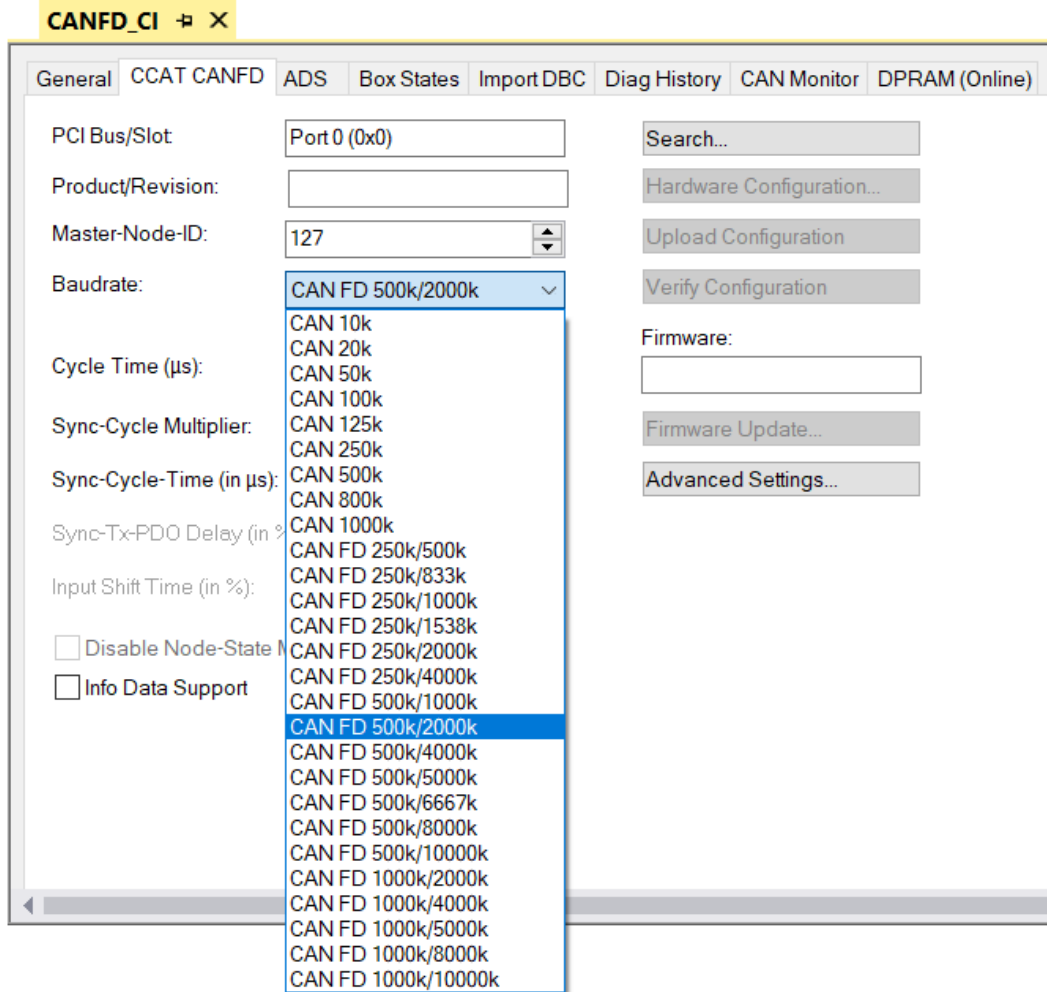 CANFD_CI
General CCAT CANFD ADS Box States Import DBC Diag History CAN Monitor DPRAM (Online)
PCI Bus/Slot: Port 0 (0x0) Search...
Product/Revision: Hardware Configuration...
Master-Node-ID: 127 Upload Configuration
Baudrate: CAN FD 500k/2000k Verify Configuration
CAN 10k
CAN 20k
CAN 50k
CAN 100k
CAN 125k
CAN 250k
CAN 500k
CAN 800k
CAN 1000k
CAN FD 250k/500k
CAN FD 250k/833k
CAN FD 250k/1000k
CAN FD 250k/1538k
CAN FD 250k/2000k
CAN FD 250k/4000k
CAN FD 500k/1000k
CAN FD 500k/2000k
CAN FD 500k/4000k
CAN FD 500k/5000k
CAN FD 500k/6667k
CAN FD 500k/8000k
CAN FD 500k/10000k
CAN FD 1000k/2000k
CAN FD 1000k/4000k
CAN FD 1000k/5000k
CAN FD 1000k/8000k
CAN FD 1000k/10000k
Firmware:
Cycle Time (µs):
Sync-Cycle Multiplier: Firmware Update...
Sync-Cycle-Time (in µs): Advanced Settings...
Sync-Tx-PDO Delay (in
Input Shift Time (in %):
Disable Node-State
Info Data Support